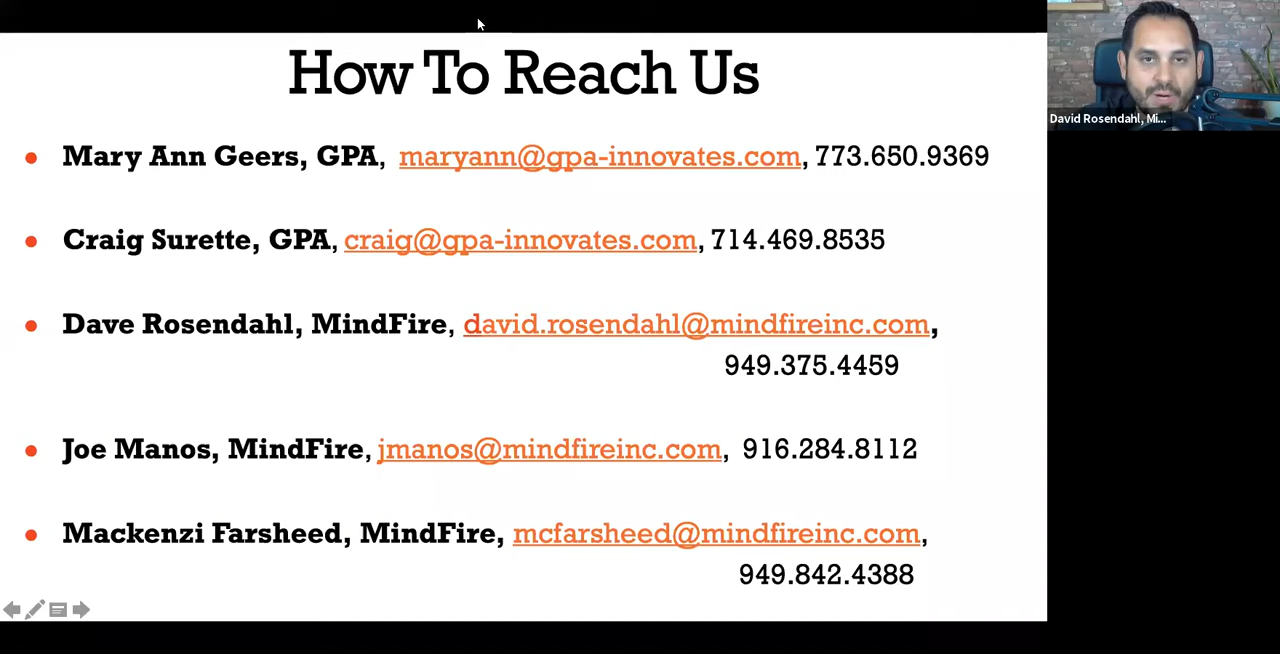 How To Reach Us
Mary Ann Geers, GPA, maryann@gpa-innovates.com, 773.650.9369
Craig Surette, GPA, craig@gpa-innovates.com, 714.469.8535
Dave Rosendahl, MindFire, david.rosendahl@mindfireinc.com,
949.375.4459
Joe Manos, MindFire, jmanos@mindfireinc.com, 916.284.8112
Mackenzi Farsheed, MindFire, mcfarsheed@mindfireinc.com,
949.842.4388
David Rosendahl, Mi...